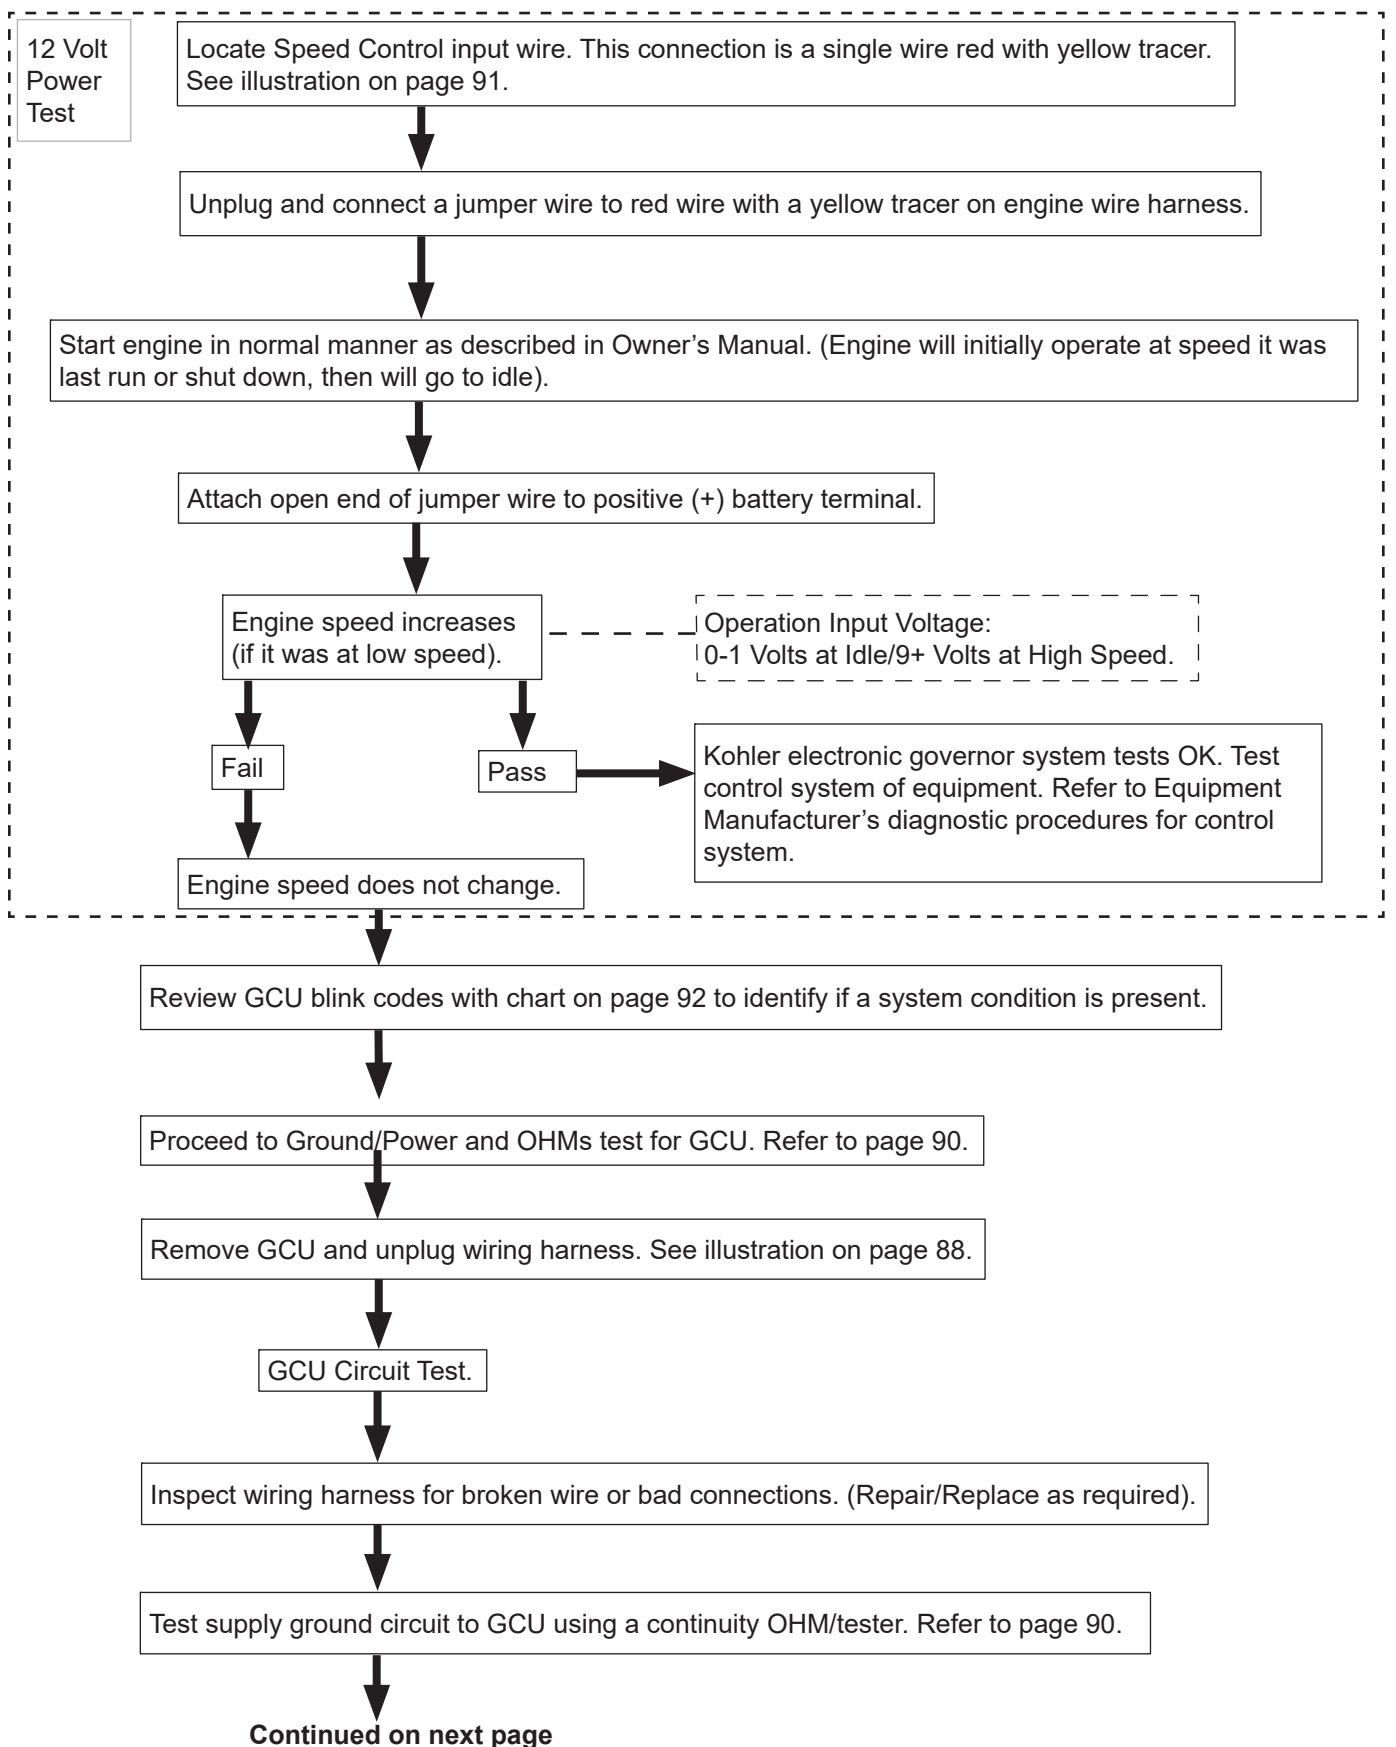 12 Volt
Power
Test
Locate Speed Control input wire. This connection is a single wire red with yellow tracer.
See illustration on page 91.
Unplug and connect a jumper wire to red wire with a yellow tracer on engine wire harness.
Start engine in normal manner as described in Owner’s Manual. (Engine will initially operate at speed it was
last run or shut down, then will go to idle).
Attach open end of jumper wire to positive (+) battery terminal.
Engine speed increases
(if it was at low speed).
Operation Input Voltage:
0-1 Volts at Idle/9+ Volts at High Speed.
Fail
Pass
Kohler electronic governor system tests OK. Test
control system of equipment. Refer to Equipment
Manufacturer’s diagnostic procedures for control
system.
Engine speed does not change.
Review GCU blink codes with chart on page 92 to identify if a system condition is present.
Proceed to Ground/Power and OHMs test for GCU. Refer to page 90.
Remove GCU and unplug wiring harness. See illustration on page 88.
GCU Circuit Test.
Inspect wiring harness for broken wire or bad connections. (Repair/Replace as required).
Test supply ground circuit to GCU using a continuity OHM/tester. Refer to page 90.
Continued on next page